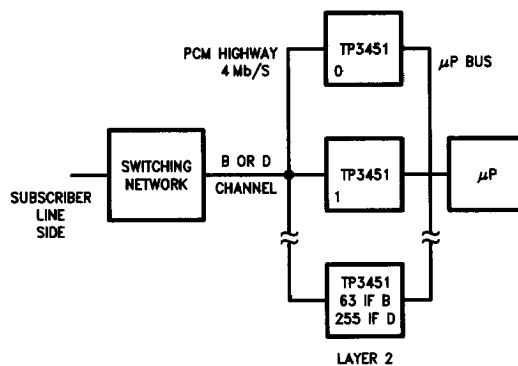 PCM HIGHWAY
4 Mb/S
TP3451
0
μP BUS
SWITCHING
NETWORK
B OR D
CHANNEL
TP3451
1
μP
SUBSCRIBER
LINE
SIDE
TP3451
63 IF B
255 IF D
LAYER 2